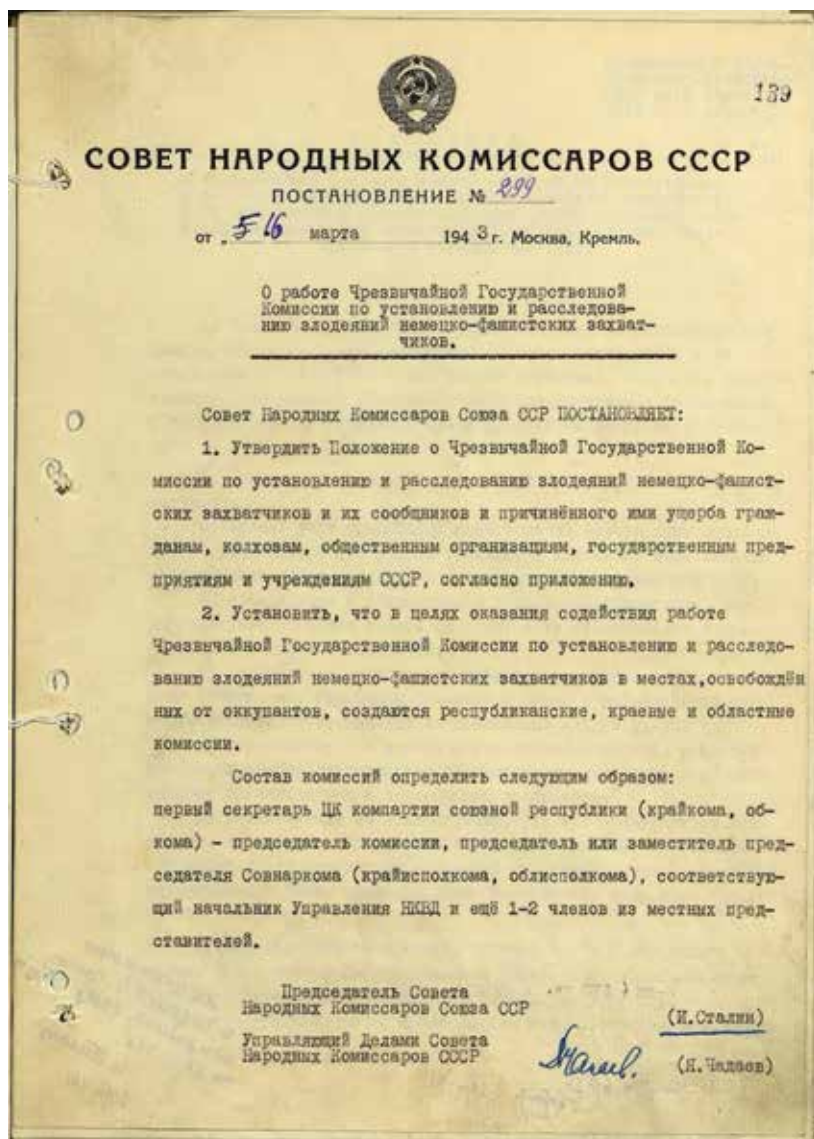 139
СОВЕТ НАРОДНЫХ КОМИССАРОВ СССР
ПОСТАНОВЛЕНИЕ № 299
от „5 16 марта 1943 г. Москва, Кремль.
О работе Чрезвычайной Государственной
Комиссии по установлению и расследова-
нию злодеяний немецко-фашистских захват-
чиков.
Совет Народных Комиссаров Союза ССР ПОСТАНОВЛЯЕТ:
1. Утвердить Положение о Чрезвычайной Государственной Ко-
миссии по установлению и расследованию злодеяний немецко-фашист-
ских захватчиков и их сообщников и причинённого ими ущерба граж-
данам, колхозам, общественным организациям, государственным пред-
приятиям и учреждениям СССР, согласно приложению.
2. Установить, что в целях оказания содействия работе
Чрезвычайной Государственной Комиссии по установлению и расследо-
ванию злодеяний немецко-фашистских захватчиков в местах,освобождён
ных от оккупантов, создаются республиканские, краевые и областные
комиссии.
Состав комиссий определить следующим образом:
первый секретарь ЦК компартии союзной республики (крайкома, об-
кома) - председатель комиссии, председатель или заместитель пред-
седателя Совнаркома (крайисполкома, облисполкома), соответствую-
щий начальник Управления НКВД и ещё 1-2 членов из местных пред-
ставителей.
Председатель Совета
Народных Комиссаров Союза ССР (И.Сталин)
Управляющий Делами Совета
Народных Комиссаров СССР (Я.Чадаев)